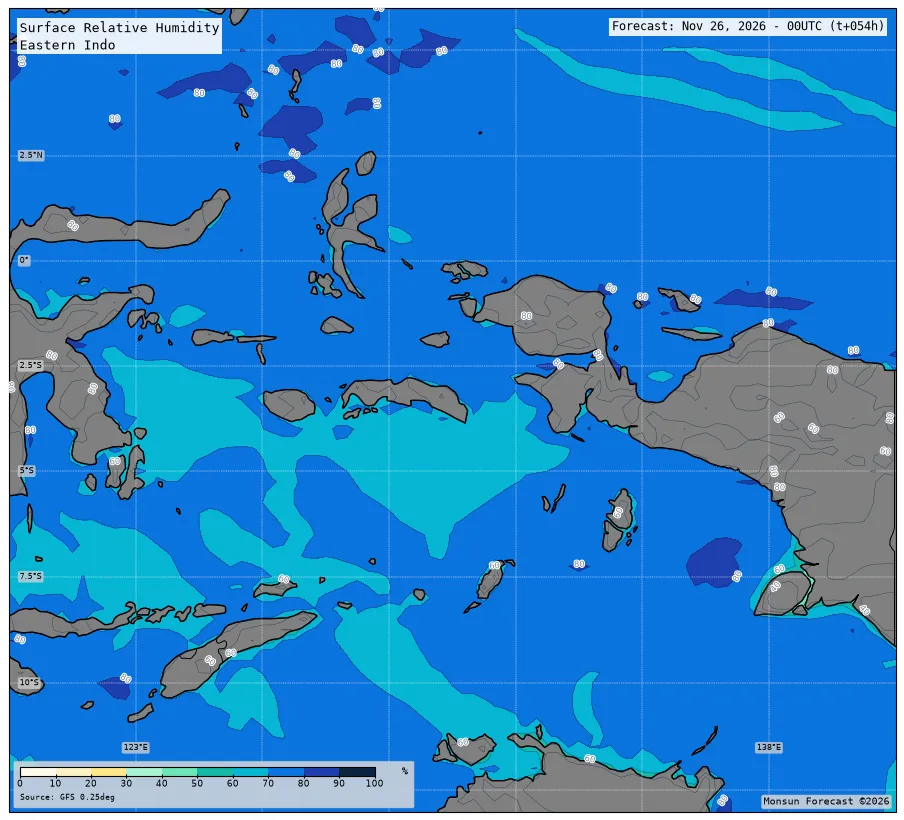 Surface Relative Humidity
Eastern Indo
Forecast: Nov 26, 2026 - 00UTC (t+054h)
2.5°N
0°
2.5°S
5°S
7.5°S
10°S
123°E
138°E
0 10 20 30 40 50 60 70 80 90 100 %
Source: GFS 0.25deg
Monsun Forecast ©2026